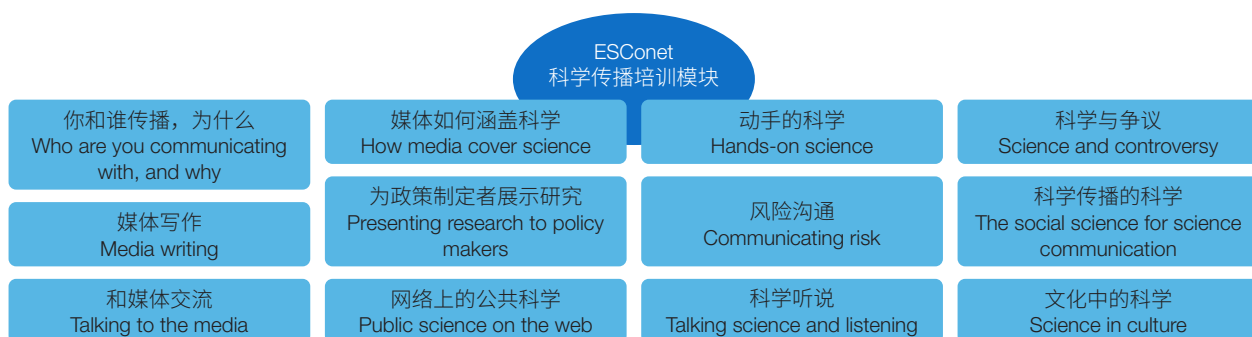 ESConet
科学传播培训模块
你和谁传播，为什么
Who are you communicating
with, and why
媒体写作
Media writing
和媒体交流
Talking to the media
媒体如何涵盖科学
How media cover science
为政策制定者展示研究
Presenting research to policy
makers
网络上的公共科学
Public science on the web
动手的科学
Hands-on science
风险沟通
Communicating risk
科学听说
Talking science and listening
科学与争议
Science and controversy
科学传播的科学
The social science for science
communication
文化中的科学
Science in culture